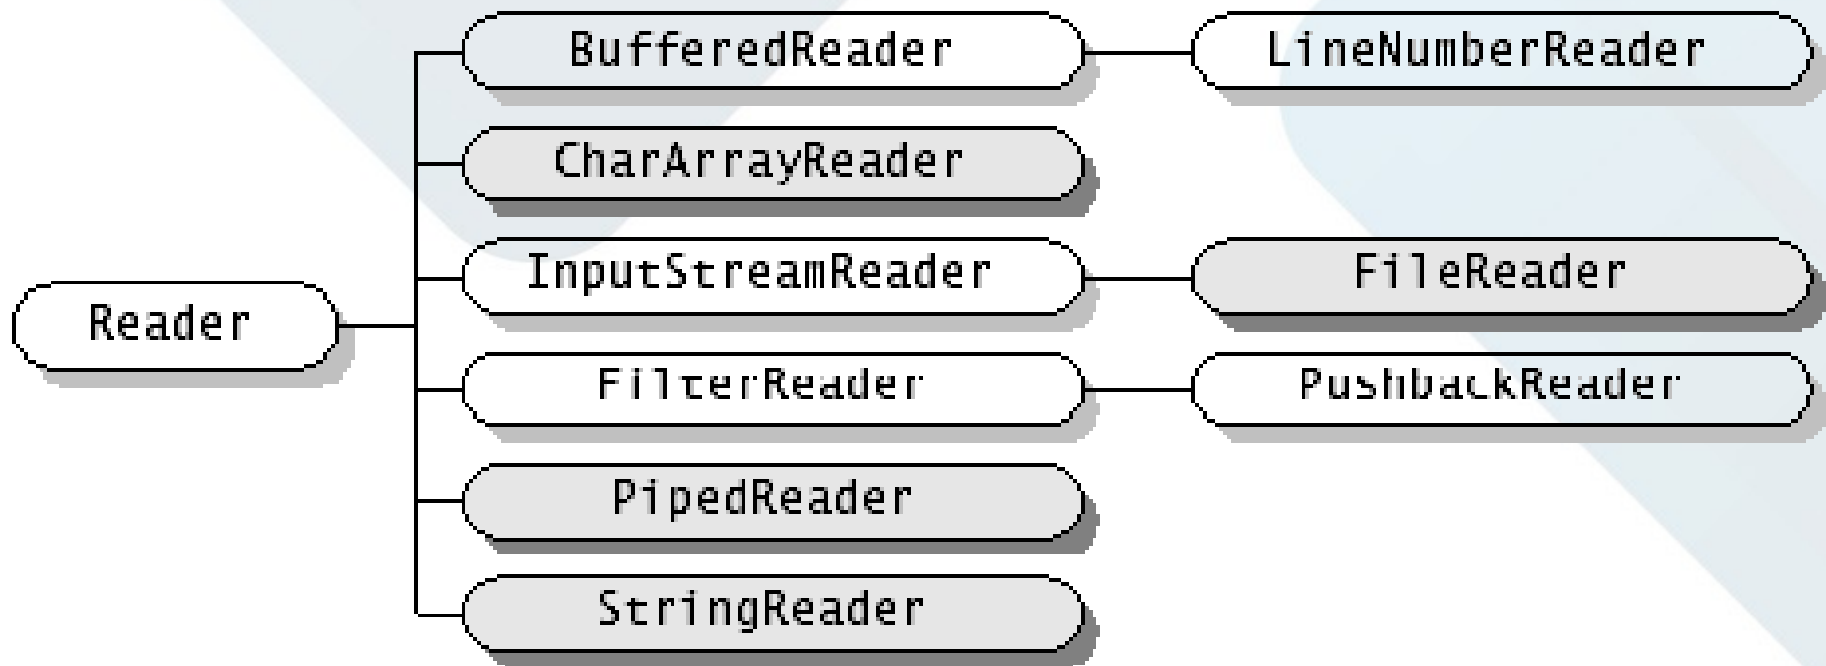 BufferedReader
LineNumberReader
CharArrayReader
InputStreamReader
FileReader
Reader
FilterReader
PushbackReader
PipedReader
StringReader